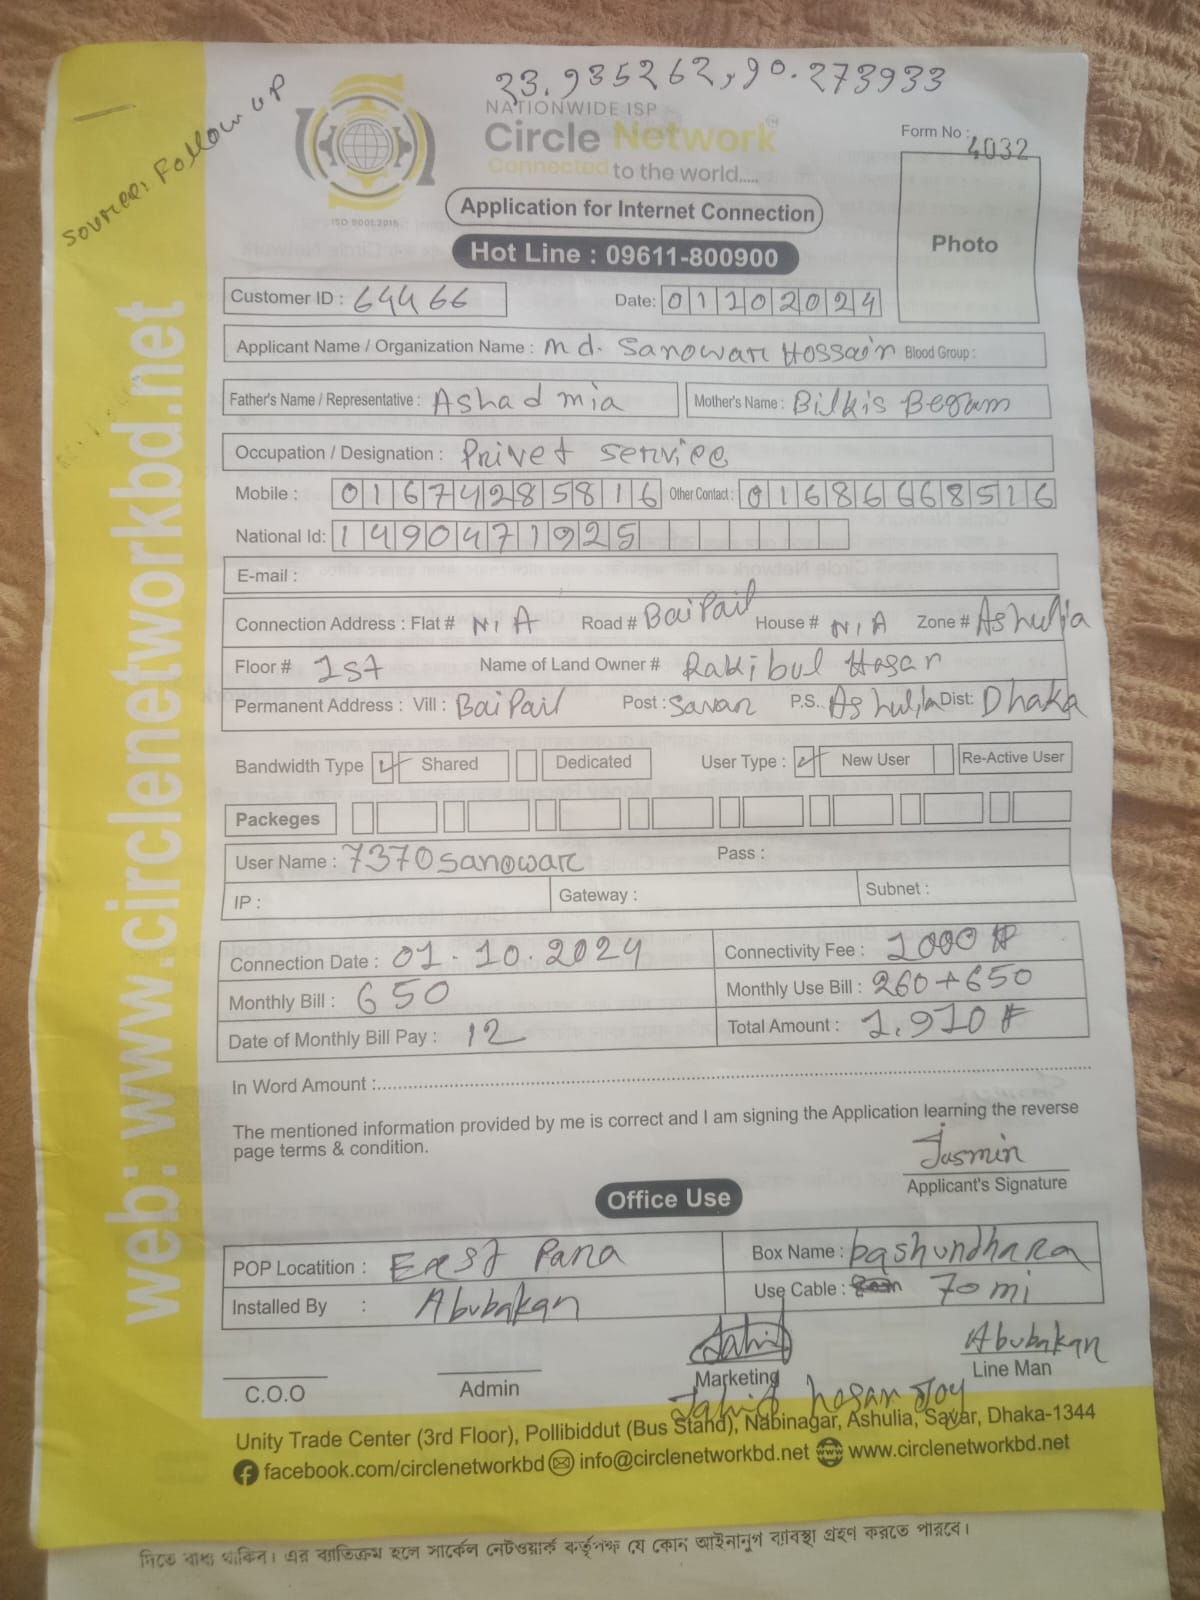 23.935262,90.273933
Source: Follow UP
NATIONWIDE ISP
Circle Network
Connected to the world.....
ISO 9001:2015
Form No : 4032
Application for Internet Connection
Photo
Hot Line : 09611-800900
Customer ID : 64466 Date: 01102024
Applicant Name / Organization Name : Md. Sanowar Hossain Blood Group :
Father's Name / Representative : Ashad mia Mother's Name : Bilkis Begum
Occupation / Designation : Privet service
Mobile : 01674285816 Other Contact : 01686668516
National Id: 1490471925
E-mail :
Connection Address : Flat # N/A Road # BaiPail House # N/A Zone # Ashulia
Floor # 1st Name of Land Owner # Rakibul Hasan
Permanent Address : Vill : BaiPail Post : Savar P.S.. Ashulia Dist: Dhaka
Bandwidth Type Shared Dedicated User Type : New User Re-Active User
Packeges
User Name : 7370sanowar Pass :
IP : Gateway : Subnet :
Connection Date : 01.10.2024 Connectivity Fee : 1000 ৳
Monthly Bill : 650 Monthly Use Bill : 260+650
Date of Monthly Bill Pay : 12 Total Amount : 1,910 ৳
In Word Amount :
The mentioned information provided by me is correct and I am signing the Application learning the reverse
page terms & condition.
Jasmin
Applicant's Signature
Office Use
POP Locatition : East Para Box Name : bashundhara
Installed By : Abubakar Use Cable : 70 mi
Jahid Abubakar
C.O.O Admin Marketing Line Man
Jahid hasan Joy
Unity Trade Center (3rd Floor), Pollibiddut (Bus Stand), Nabinagar, Ashulia, Savar, Dhaka-1344
facebook.com/circlenetworkbd info@circlenetworkbd.net www.circlenetworkbd.net
web: www.circlenetworkbd.net
দিতে বাধ্য থাকিব। এর ব্যতিক্রম হলে সার্কেল নেটওয়ার্ক কর্তৃপক্ষ যে কোন আইনানুগ ব্যাবস্থা গ্রহণ করতে পারবে।